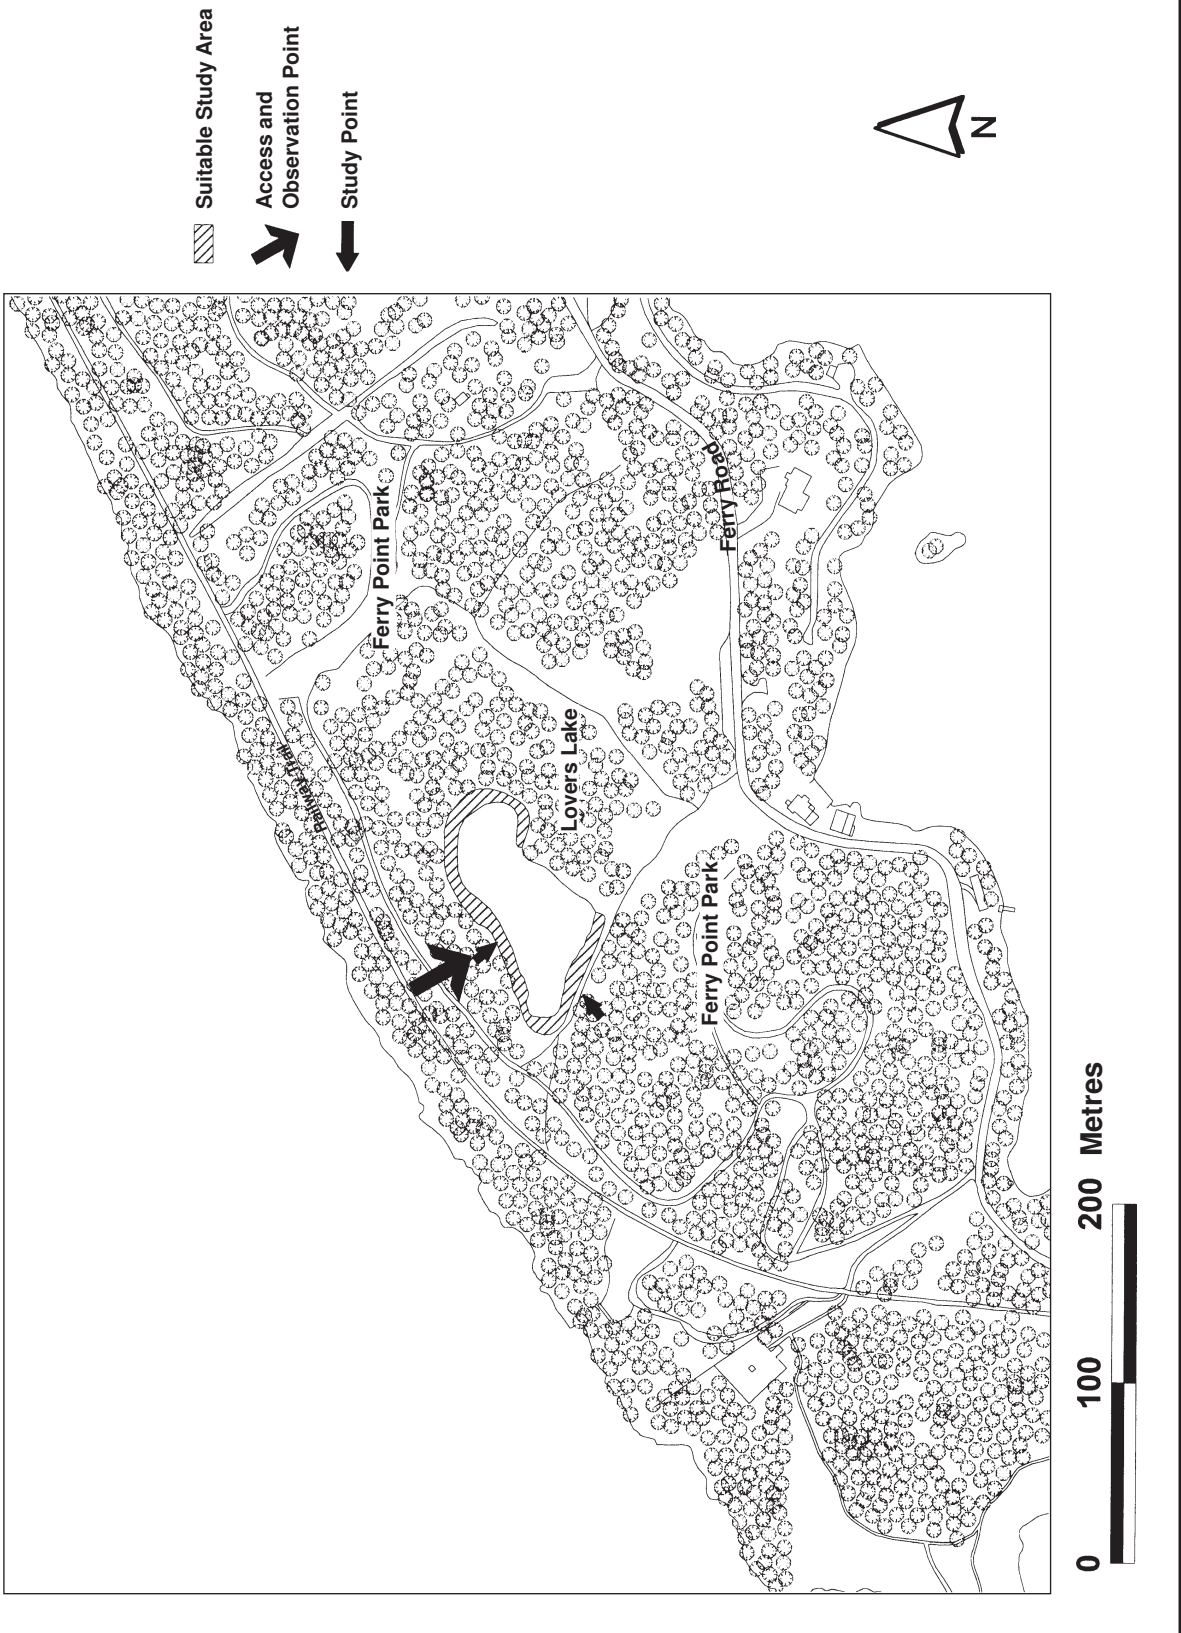 Suitable Study Area
Access and
Observation Point
Study Point
N
Railway Trail
Ferry Point Park
Ferry Road
Lovers Lake
Ferry Point Park
0 100 200 Metres